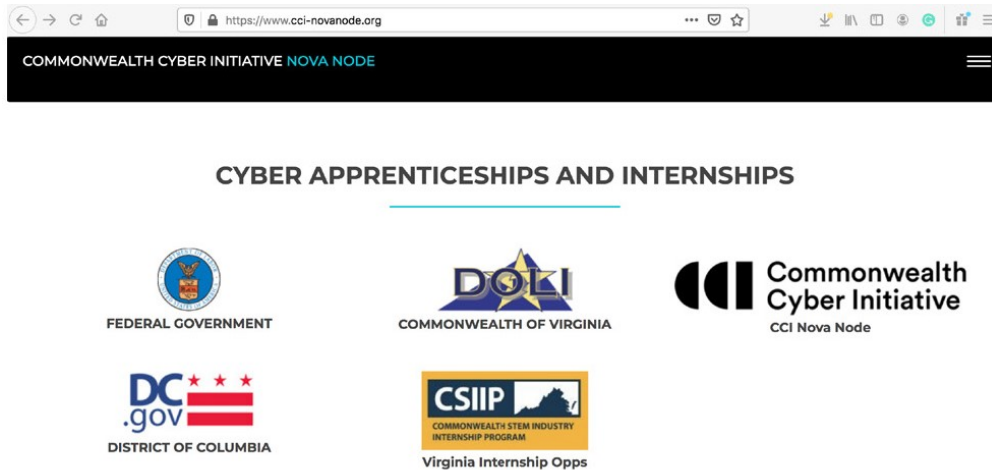 https://www.cci-novanode.org
COMMONWEALTH CYBER INITIATIVE NOVA NODE
CYBER APPRENTICESHIPS AND INTERNSHIPS
FEDERAL GOVERNMENT
DOLI
COMMONWEALTH OF VIRGINIA
CCI Commonwealth
Cyber Initiative
CCI Nova Node
DC
.gov
DISTRICT OF COLUMBIA
CSIIP
COMMONWEALTH STEM INDUSTRY
INTERNSHIP PROGRAM
Virginia Internship Opps